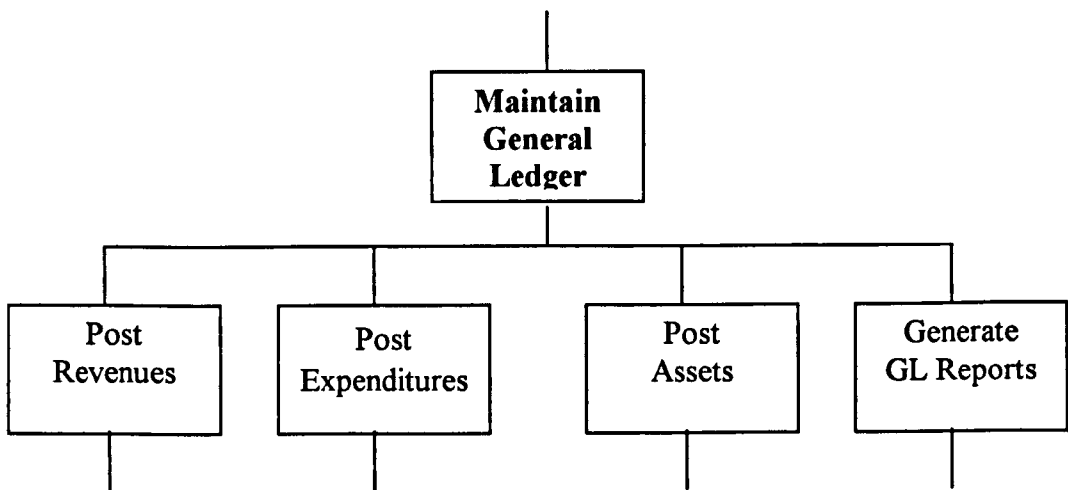 Maintain
General
Ledger
Post
Revenues
Post
Expenditures
Post
Assets
Generate
GL Reports